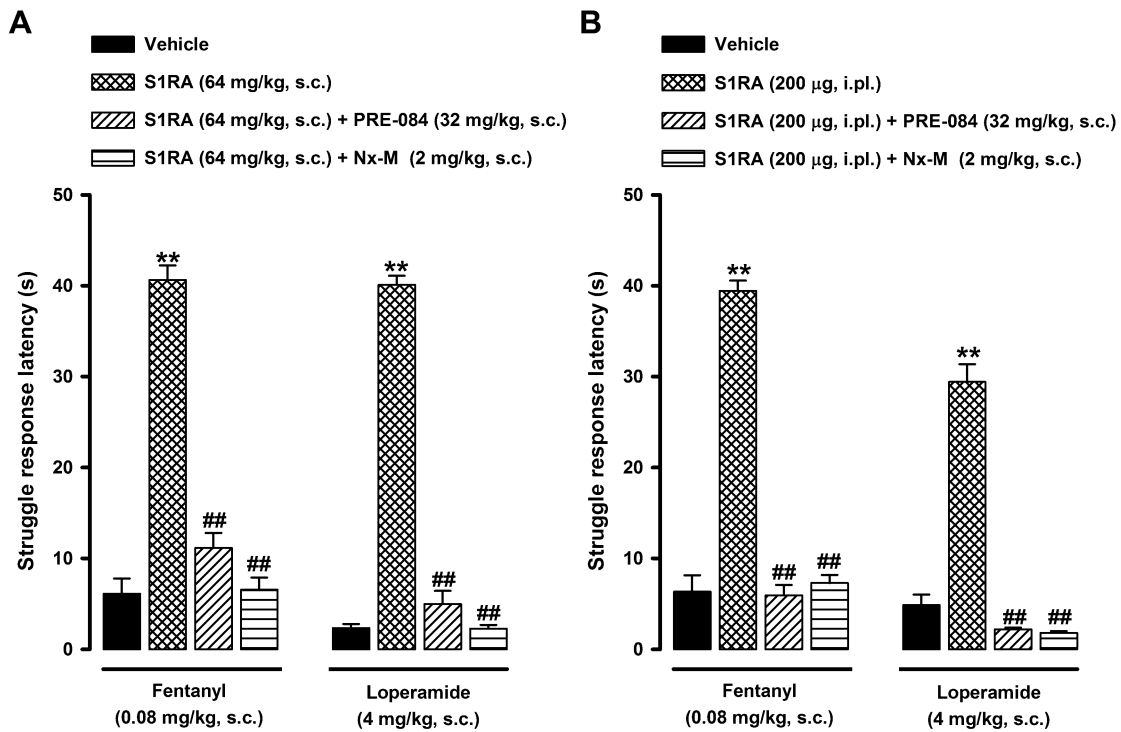 A
Vehicle
S1RA (64 mg/kg, s.c.)
S1RA (64 mg/kg, s.c.) + PRE-084 (32 mg/kg, s.c.)
S1RA (64 mg/kg, s.c.) + Nx-M (2 mg/kg, s.c.)
Struggle response latency (s)
50
40
30
20
10
0
**
##
##
**
##
##
Fentanyl
(0.08 mg/kg, s.c.)
Loperamide
(4 mg/kg, s.c.)
B
Vehicle
S1RA (200 μg, i.pl.)
S1RA (200 μg, i.pl.) + PRE-084 (32 mg/kg, s.c.)
S1RA (200 μg, i.pl.) + Nx-M (2 mg/kg, s.c.)
Struggle response latency (s)
50
40
30
20
10
0
**
##
##
**
##
##
Fentanyl
(0.08 mg/kg, s.c.)
Loperamide
(4 mg/kg, s.c.)